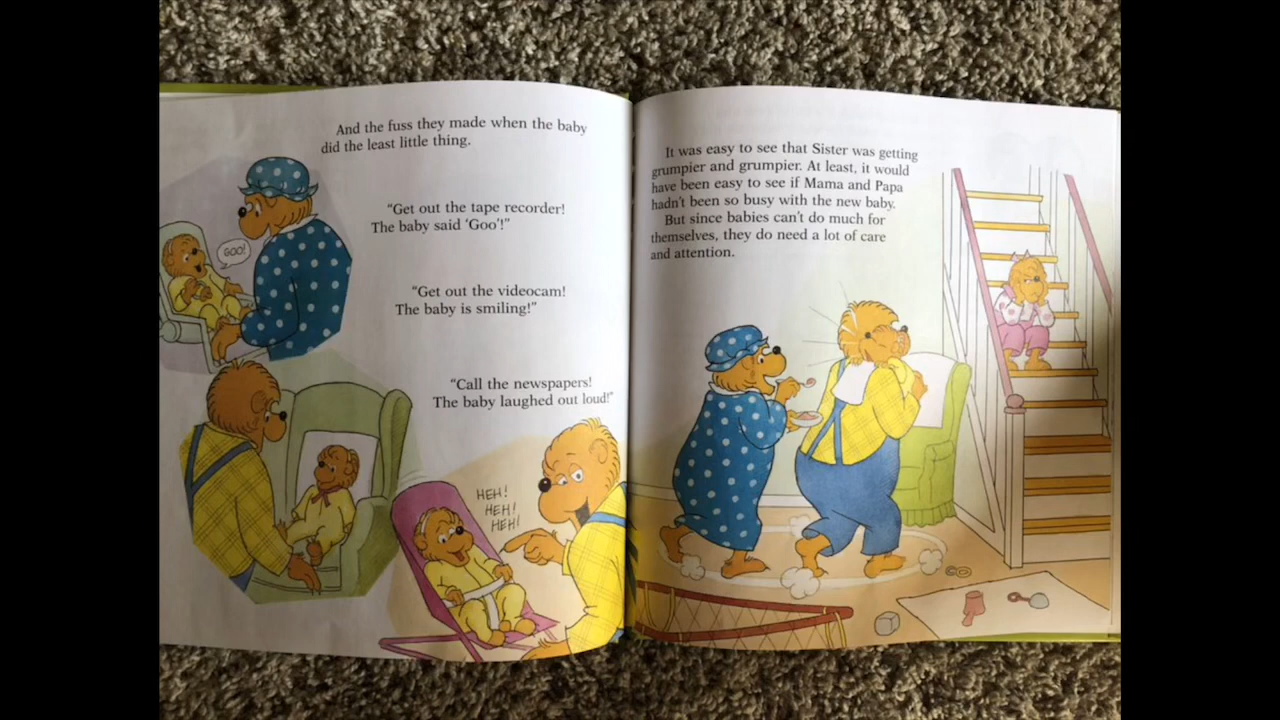 And the fuss they made when the baby
did the least little thing.
GOO!
“Get out the tape recorder!
The baby said ‘Goo’!”
“Get out the videocam!
The baby is smiling!”
“Call the newspapers!
The baby laughed out loud!”
HEH!
HEH!
HEH!
It was easy to see that Sister was getting
grumpier and grumpier. At least, it would
have been easy to see if Mama and Papa
hadn’t been so busy with the new baby.
But since babies can’t do much for
themselves, they do need a lot of care
and attention.